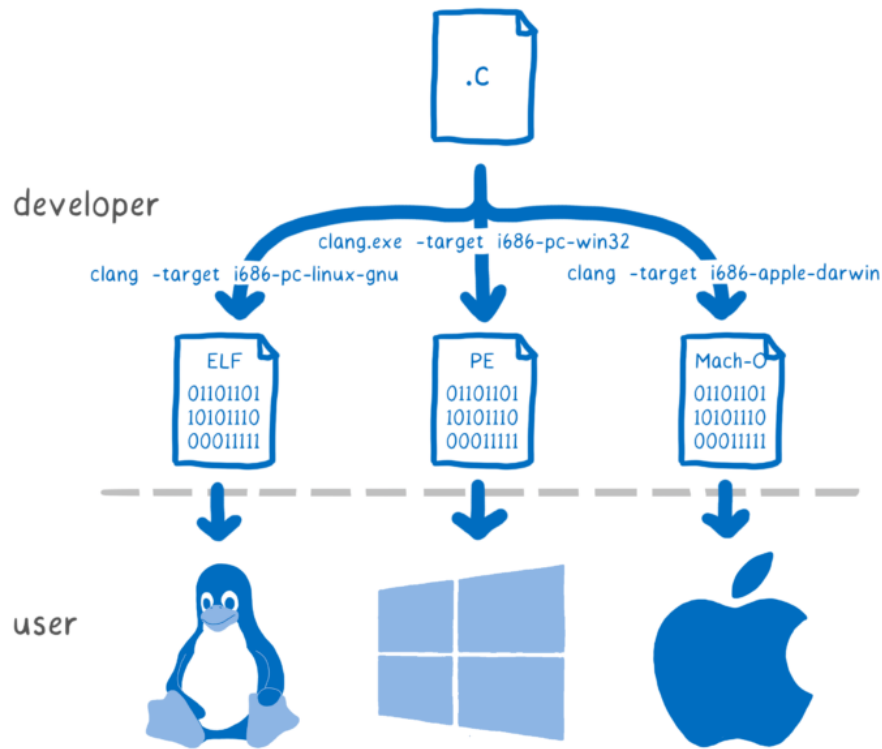 .C
developer
clang.exe -target i686-pc-win32
clang -target i686-pc-linux-gnu
clang -target i686-apple-darwin
ELF
01101101
10101110
00011111
PE
01101101
10101110
00011111
Mach-O
01101101
10101110
00011111
user